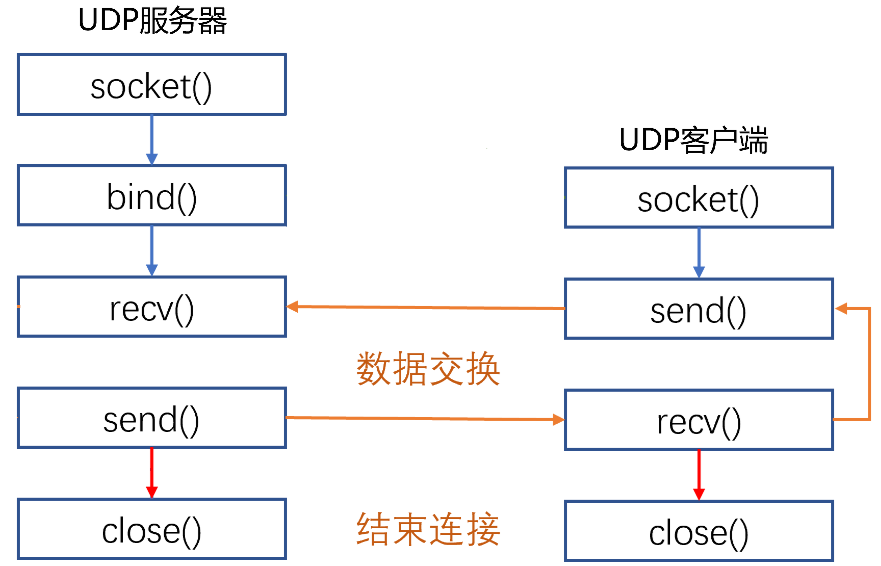 UDP服务器
socket()
bind()
recv()
send()
close()
UDP客户端
socket()
send()
recv()
close()
数据交换
结束连接